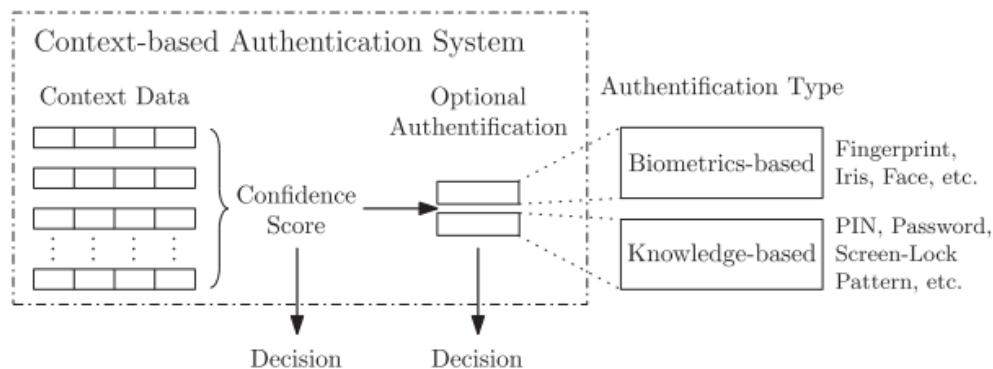 Context-based Authentication System
Context Data
Optional
Authentification
Authentification Type
Confidence
Score
Biometrics-based
Fingerprint,
Iris, Face, etc.
Knowledge-based
PIN, Password,
Screen-Lock
Pattern, etc.
Decision
Decision